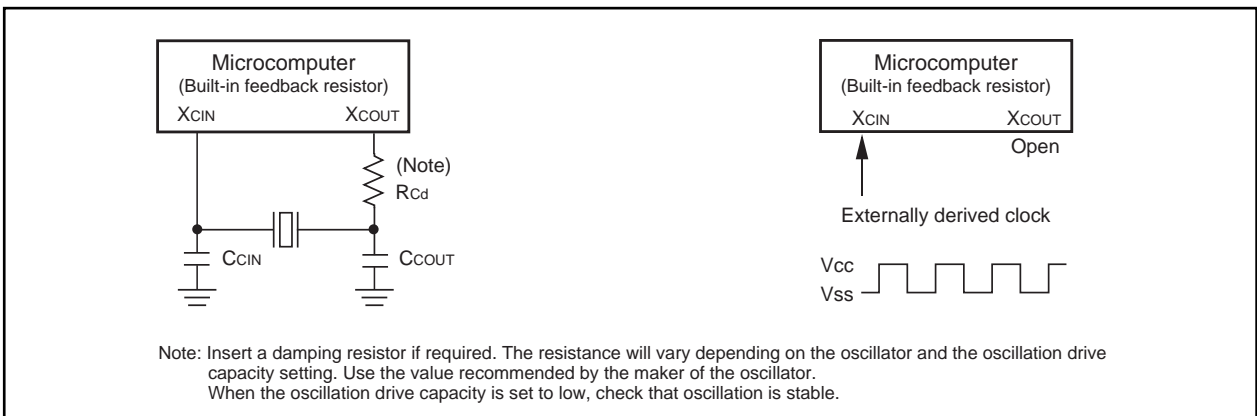 Microcomputer
(Built-in feedback resistor)
XCIN XCOUT
(Note)
RCd
CCIN CCOUT
Microcomputer
(Built-in feedback resistor)
XCIN XCOUT
Open
Externally derived clock
Vcc
Vss
Note: Insert a damping resistor if required. The resistance will vary depending on the oscillator and the oscillation drive
capacity setting. Use the value recommended by the maker of the oscillator.
When the oscillation drive capacity is set to low, check that oscillation is stable.